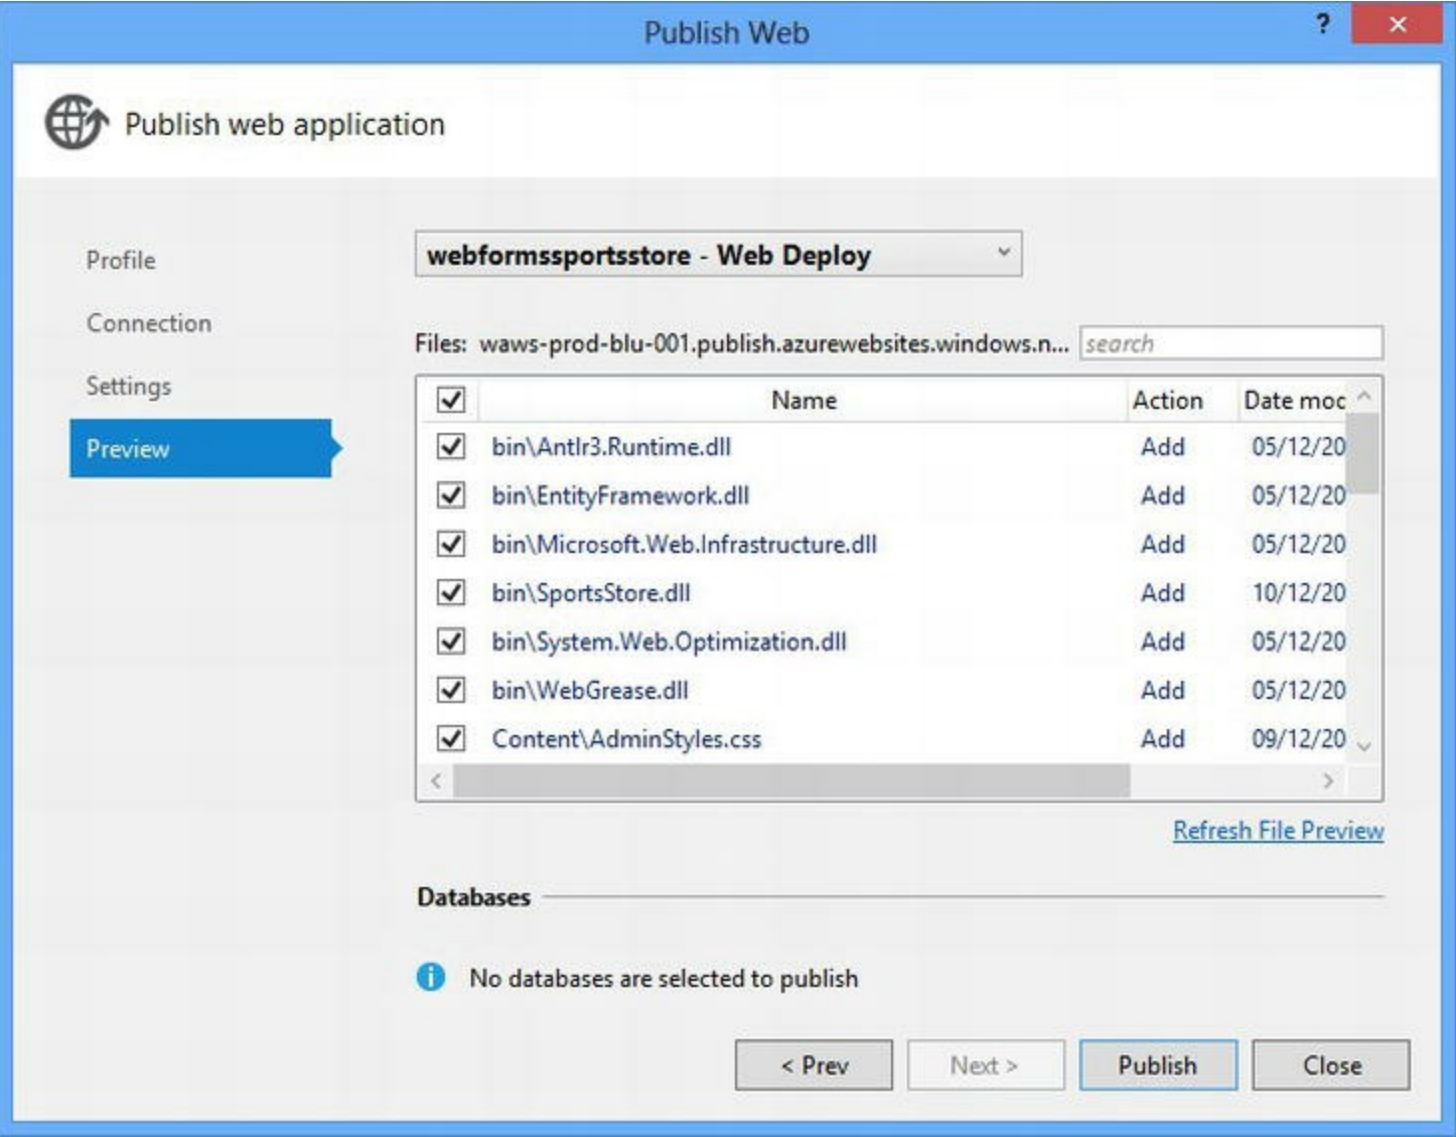 Publish Web
?
Publish web application
Profile
Connection
Settings
Preview
webformssportsstore - Web Deploy
Files: waws-prod-blu-001.publish.azurewebsites.windows.n... search
Name Action Date moc
bin\Antlr3.Runtime.dll Add 05/12/20
bin\EntityFramework.dll Add 05/12/20
bin\Microsoft.Web.Infrastructure.dll Add 05/12/20
bin\SportsStore.dll Add 10/12/20
bin\System.Web.Optimization.dll Add 05/12/20
bin\WebGrease.dll Add 05/12/20
Content\AdminStyles.css Add 09/12/20
Refresh File Preview
Databases
No databases are selected to publish
< Prev Next > Publish Close